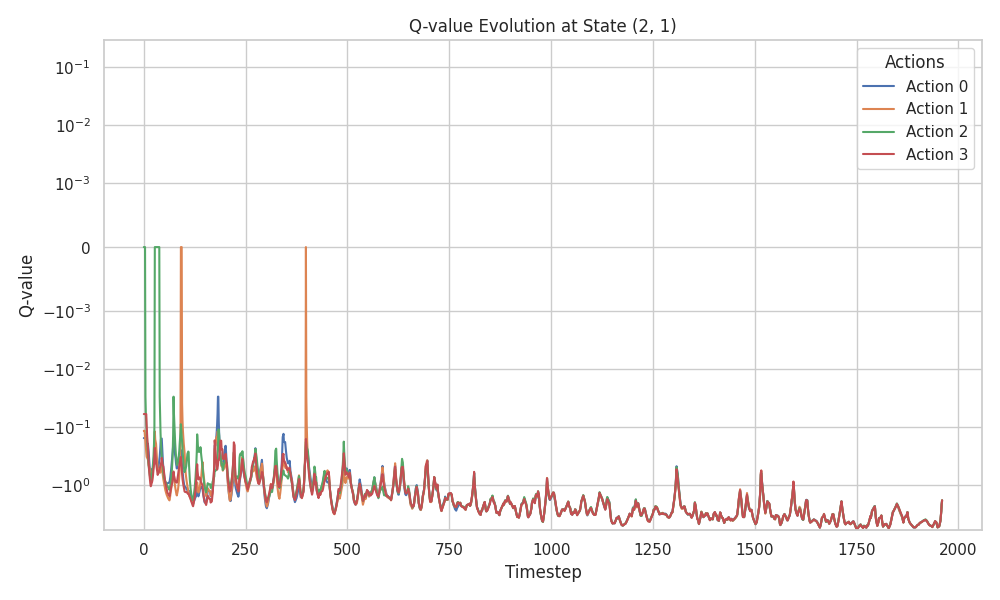 Q-value Evolution at State (2, 1)
Actions
Action 0
Action 1
Action 2
Action 3
Q-value
10⁻¹
10⁻²
10⁻³
0
−10⁻³
−10⁻²
−10⁻¹
−10⁰
0 250 500 750 1000 1250 1500 1750 2000
Timestep